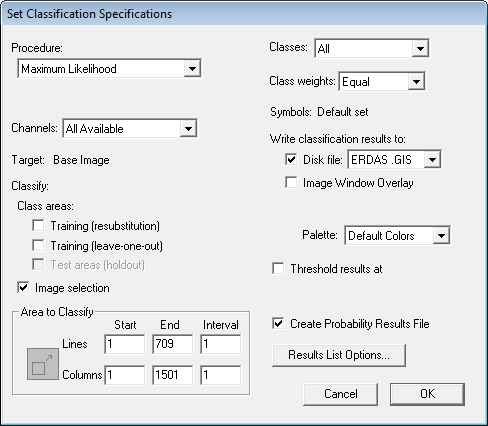 Set Classification Specifications
Procedure:
Maximum Likelihood
Channels: All Available
Target: Base Image
Classify:
Class areas:
Training (resubstitution)
Training (leave-one-out)
Test areas (holdout)
Image selection
Area to Classify
Start End Interval
Lines 1 709 1
Columns 1 1501 1
Classes: All
Class weights: Equal
Symbols: Default set
Write classification results to:
Disk file: ERDAS .GIS
Image Window Overlay
Palette: Default Colors
Threshold results at
Create Probability Results File
Results List Options...
Cancel OK